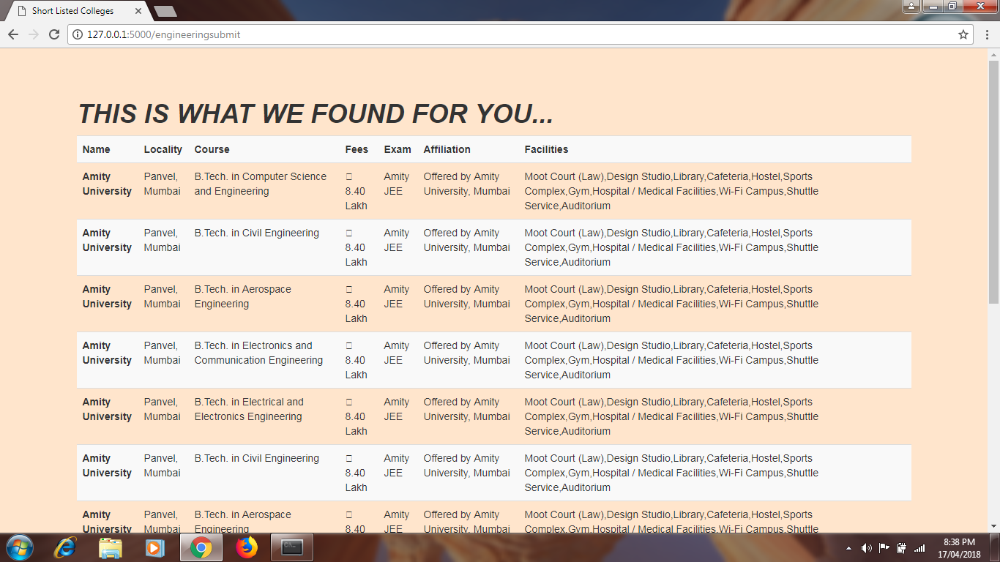 Short Listed Colleges
127.0.0.1:5000/engineeringsubmit
THIS IS WHAT WE FOUND FOR YOU...
Name Locality Course Fees Exam Affiliation Facilities
Amity Panvel, B.Tech. in Computer Science Amity Offered by Amity Moot Court (Law),Design Studio,Library,Cafeteria,Hostel,Sports
University Mumbai and Engineering 8.40 JEE University, Mumbai Complex,Gym,Hospital / Medical Facilities,Wi-Fi Campus,Shuttle
Lakh Service,Auditorium
Amity Panvel, B.Tech. in Civil Engineering Amity Offered by Amity Moot Court (Law),Design Studio,Library,Cafeteria,Hostel,Sports
University Mumbai 8.40 JEE University, Mumbai Complex,Gym,Hospital / Medical Facilities,Wi-Fi Campus,Shuttle
Lakh Service,Auditorium
Amity Panvel, B.Tech. in Aerospace Amity Offered by Amity Moot Court (Law),Design Studio,Library,Cafeteria,Hostel,Sports
University Mumbai Engineering 8.40 JEE University, Mumbai Complex,Gym,Hospital / Medical Facilities,Wi-Fi Campus,Shuttle
Lakh Service,Auditorium
Amity Panvel, B.Tech. in Electronics and Amity Offered by Amity Moot Court (Law),Design Studio,Library,Cafeteria,Hostel,Sports
University Mumbai Communication Engineering 8.40 JEE University, Mumbai Complex,Gym,Hospital / Medical Facilities,Wi-Fi Campus,Shuttle
Lakh Service,Auditorium
Amity Panvel, B.Tech. in Electrical and Amity Offered by Amity Moot Court (Law),Design Studio,Library,Cafeteria,Hostel,Sports
University Mumbai Electronics Engineering 8.40 JEE University, Mumbai Complex,Gym,Hospital / Medical Facilities,Wi-Fi Campus,Shuttle
Lakh Service,Auditorium
Amity Panvel, B.Tech. in Civil Engineering Amity Offered by Amity Moot Court (Law),Design Studio,Library,Cafeteria,Hostel,Sports
University Mumbai 8.40 JEE University, Mumbai Complex,Gym,Hospital / Medical Facilities,Wi-Fi Campus,Shuttle
Lakh Service,Auditorium
Amity Panvel, B.Tech. in Aerospace Amity Offered by Amity Moot Court (Law),Design Studio,Library,Cafeteria,Hostel,Sports
University Mumbai Engineering 8.40 JEE University, Mumbai Complex,Gym,Hospital / Medical Facilities,Wi-Fi Campus,Shuttle
8:38 PM
17/04/2018